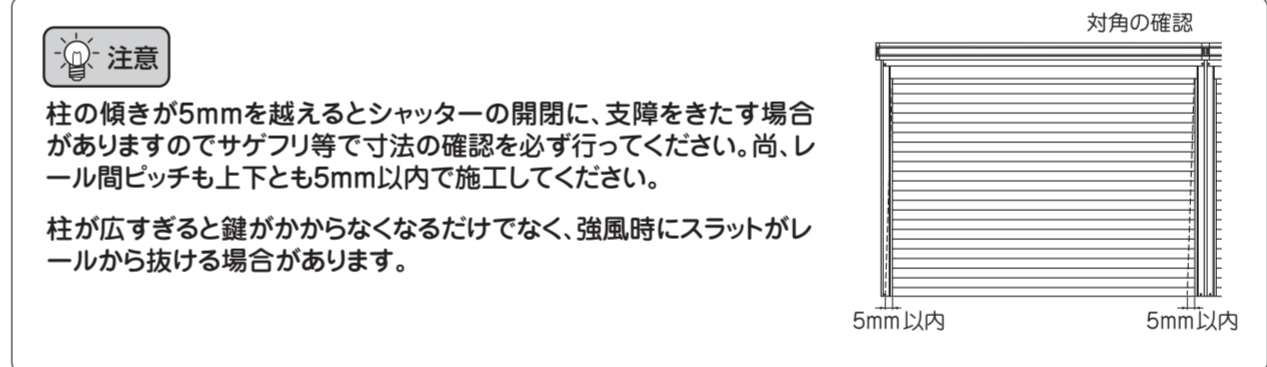 対角の確認
注意
柱の傾きが5mmを越えるとシャッターの開閉に、支障をきたす場合
がありますのでサゲフリ等で寸法の確認を必ず行ってください。尚、レ
ール間ピッチも上下とも5mm以内で施工してください。
柱が広すぎると鍵がかからなくなるだけでなく、強風時にスラットがレ
ールから抜ける場合があります。
5mm以内
5mm以内